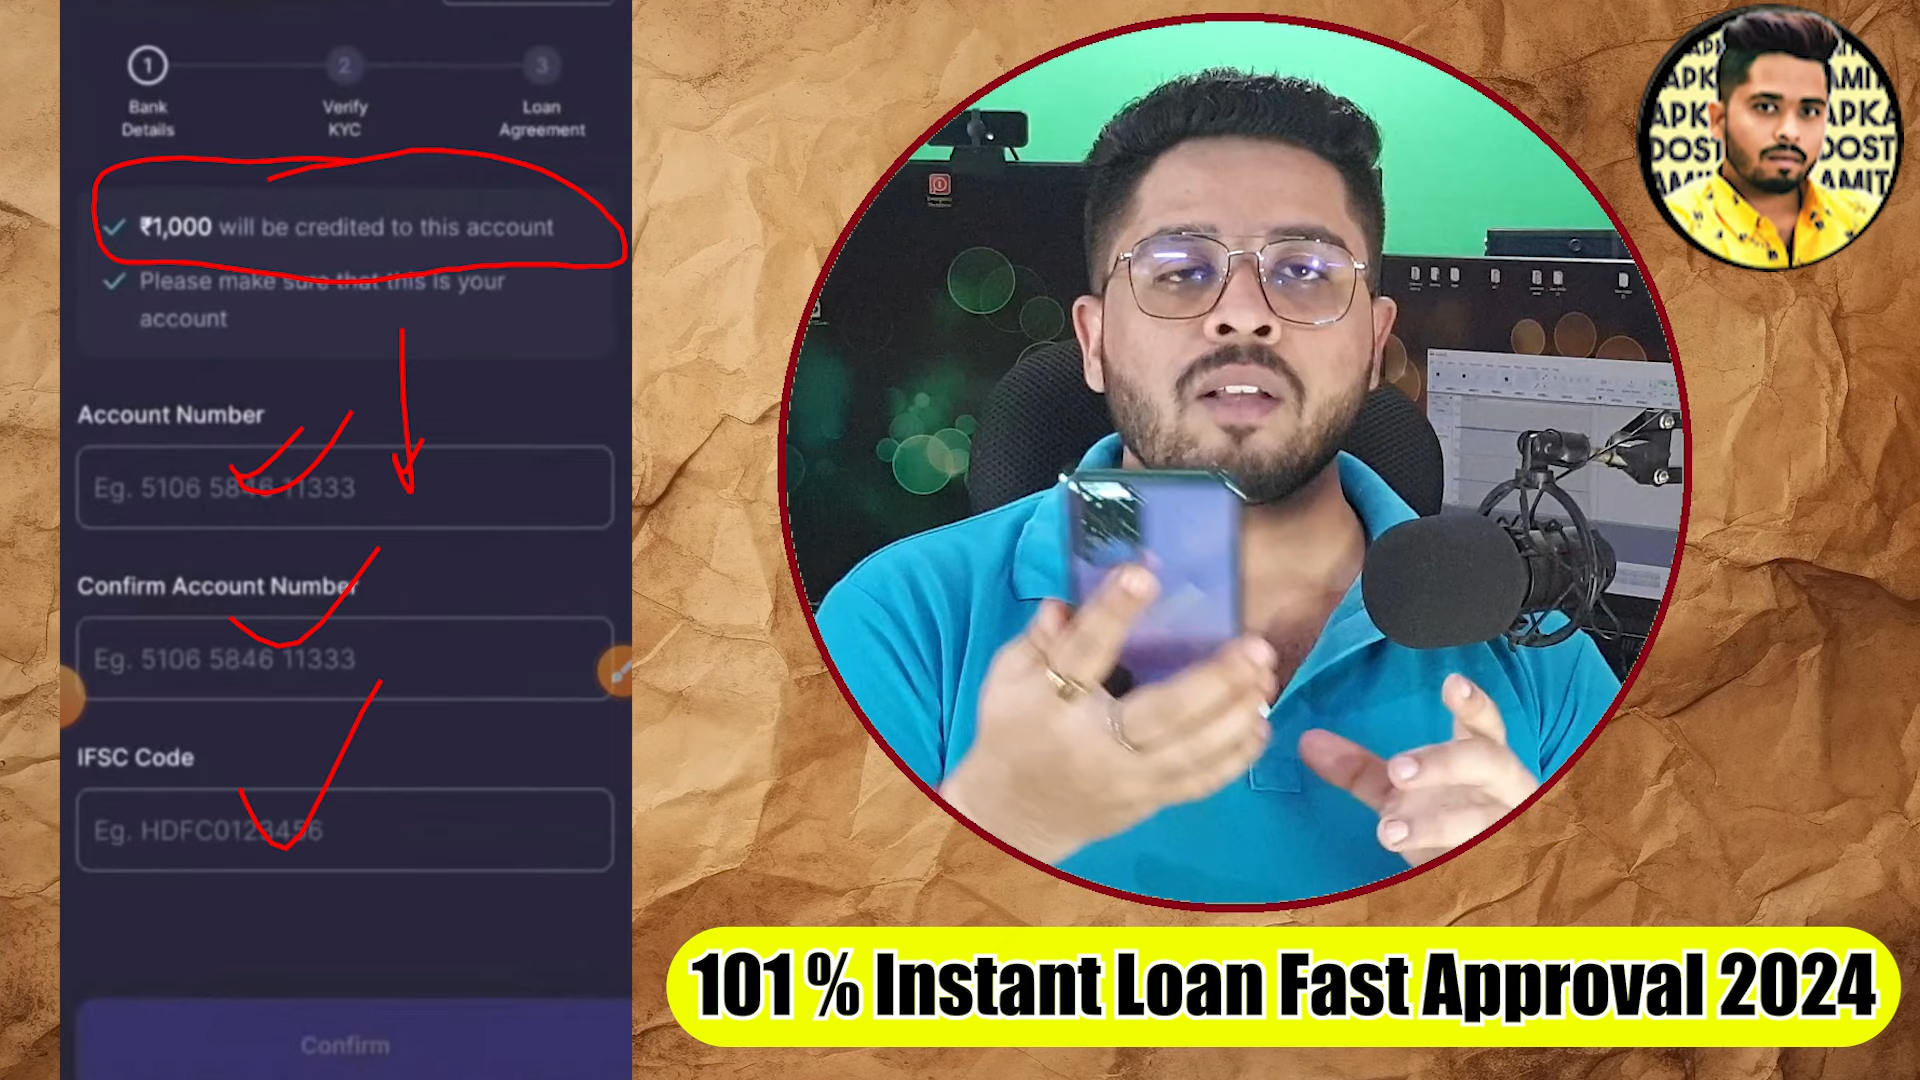 1
2
3
Bank
Details
Verify
KYC
Loan
Agreement
₹1,000 will be credited to this account
Please make sure that this is your
account
Account Number
Eg. 5106 5846 11333
Confirm Account Number
Eg. 5106 5846 11333
IFSC Code
Eg. HDFC0123456
Confirm
APKA
DOST
AMIT
101 % Instant Loan Fast Approval 2024